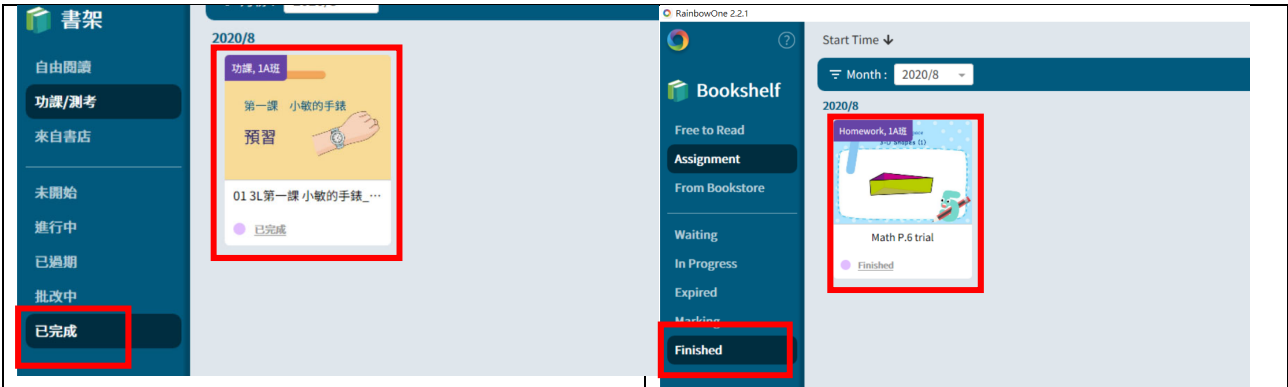 書架
2020/8
自由閱讀
功課/測考
來自書店
未開始
進行中
已過期
批改中
已完成
功課, 1A班
第一課 小敏的手錶
預習
01 3L第一課 小敏的手錶_…
已完成
RainbowOne 2.2.1
Start Time ↓
Bookshelf
Month : 2020/8
2020/8
Free to Read
Assignment
From Bookstore
Waiting
In Progress
Expired
Marking
Finished
Homework, 1A班
3-D Shapes (1)
Math P.6 trial
Finished